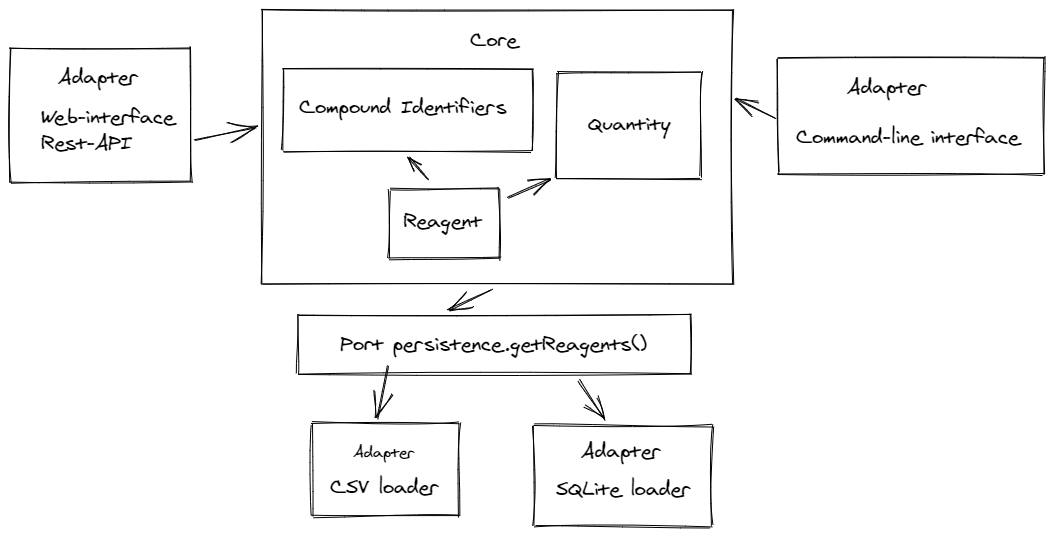 Core
Adapter
Web-interface
Rest-API
Compound Identifiers
Quantity
Reagent
Adapter
Command-line interface
Port persistence.getReagents()
Adapter
CSV loader
Adapter
SQLite loader